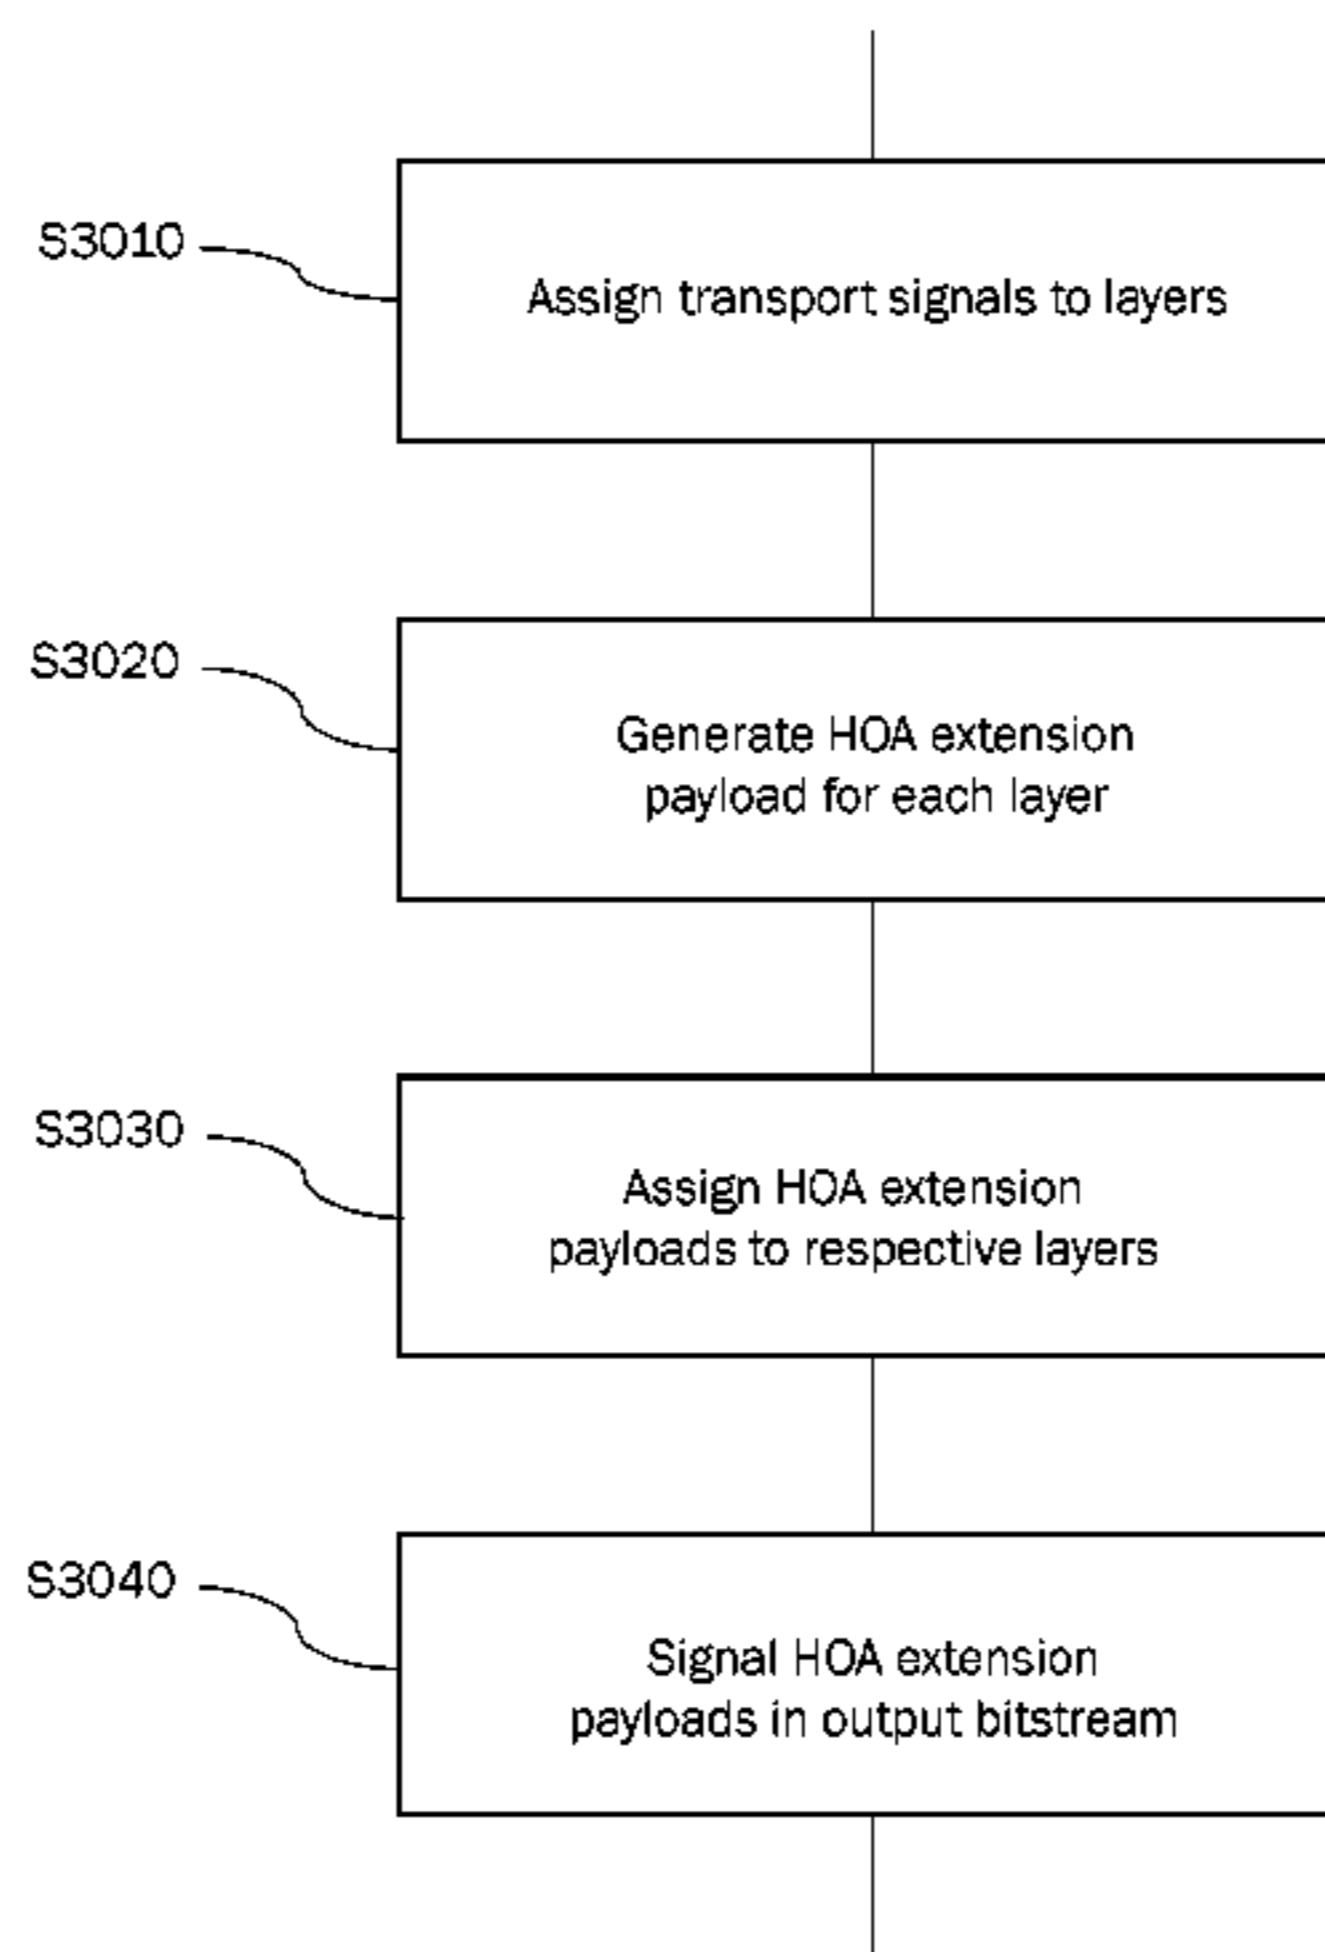 S3010
Assign transport signals to layers
S3020
Generate HOA extension
payload for each layer
S3030
Assign HOA extension
payloads to respective layers
S3040
Signal HOA extension
payloads in output bitstream